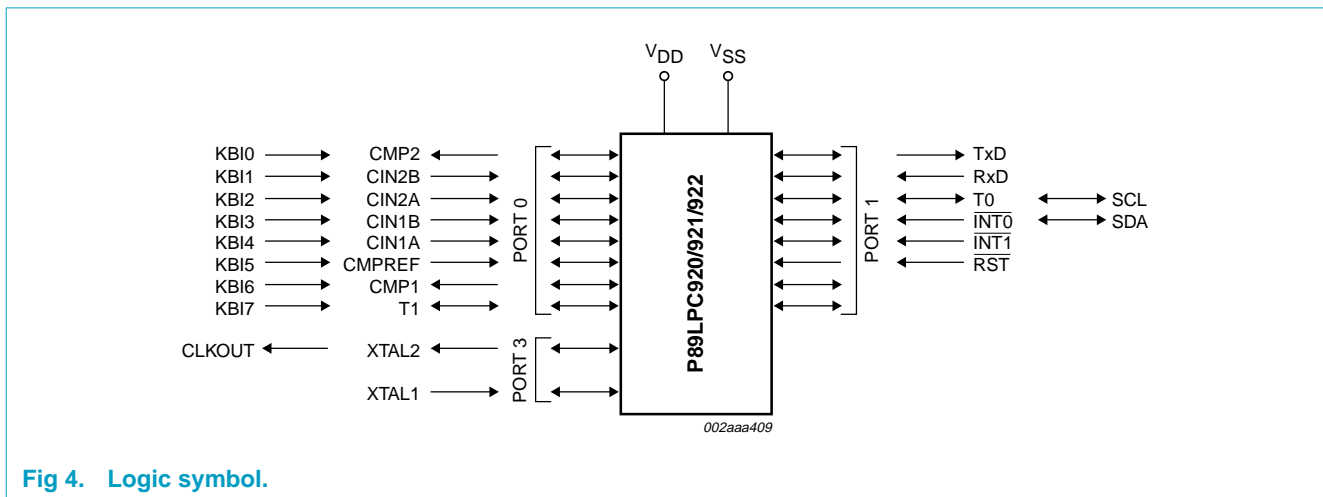 VDD VSS
KBI0 CMP2 TxD
KBI1 CIN2B RxD
KBI2 CIN2A T0 SCL
KBI3 CIN1B INT0 SDA
KBI4 CIN1A INT1
KBI5 CMPREF RST
KBI6 CMP1
KBI7 T1
PORT 0
P89LPC920/921/922
PORT 1
CLKOUT XTAL2
XTAL1
PORT 3
002aaa409
Fig 4. Logic symbol.